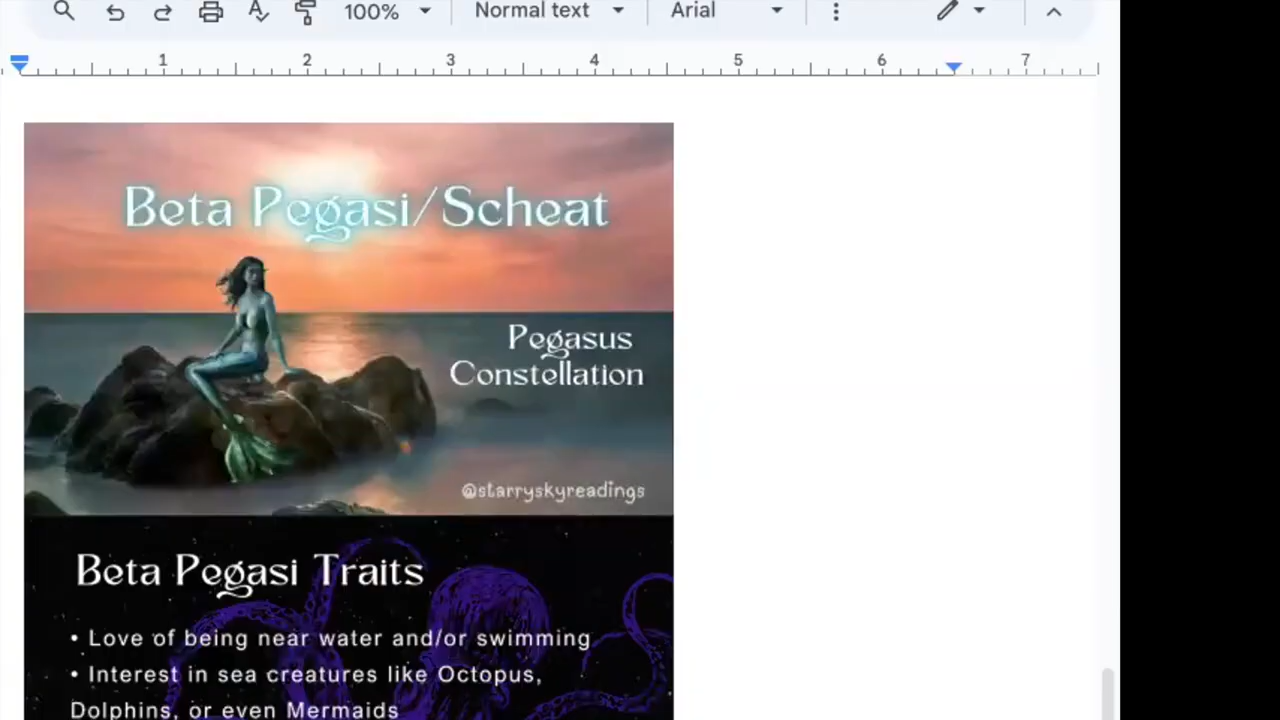 100% Normal text Arial
1 2 3 4 5 6 7
Beta Pegasi/Scheat
Pegasus
Constellation
@starryskyreadings
Beta Pegasi Traits
• Love of being near water and/or swimming
• Interest in sea creatures like Octopus,
Dolphins, or even Mermaids